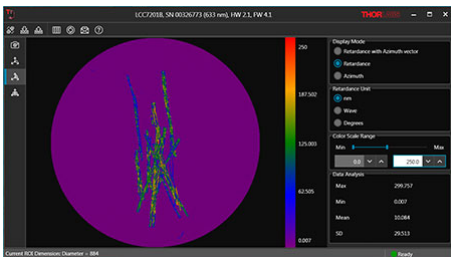 LCC7201B, SN 00326773 (633 nm), HW 2.1, FW 4.1
THORLABS
Display Mode
Retardance with Azimuth vector
Retardance
Azimuth
Retardance Unit
nm
Wave
Degrees
Color Scale Range
Min Max
0.0 250.0
Data Analysis
Max 299.757
Min 0.007
Mean 10.084
SD 29.513
250
187.502
125.003
62.505
0.007
Current ROI Dimension: Diameter = 884
Ready